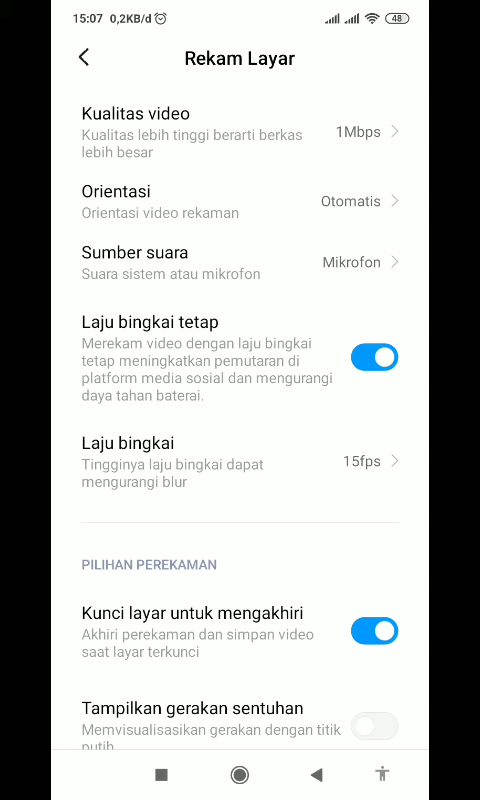 15:07 0,2KB/d 48
Rekam Layar
Kualitas video
Kualitas lebih tinggi berarti berkas
lebih besar
1Mbps
Orientasi
Orientasi video rekaman
Otomatis
Sumber suara
Suara sistem atau mikrofon
Mikrofon
Laju bingkai tetap
Merekam video dengan laju bingkai
tetap meningkatkan pemutaran di
platform media sosial dan mengurangi
daya tahan baterai.
Laju bingkai
Tingginya laju bingkai dapat
mengurangi blur
15fps
PILIHAN PEREKAMAN
Kunci layar untuk mengakhiri
Akhiri perekaman dan simpan video
saat layar terkunci
Tampilkan gerakan sentuhan
Memvisualisasikan gerakan dengan titik
putih